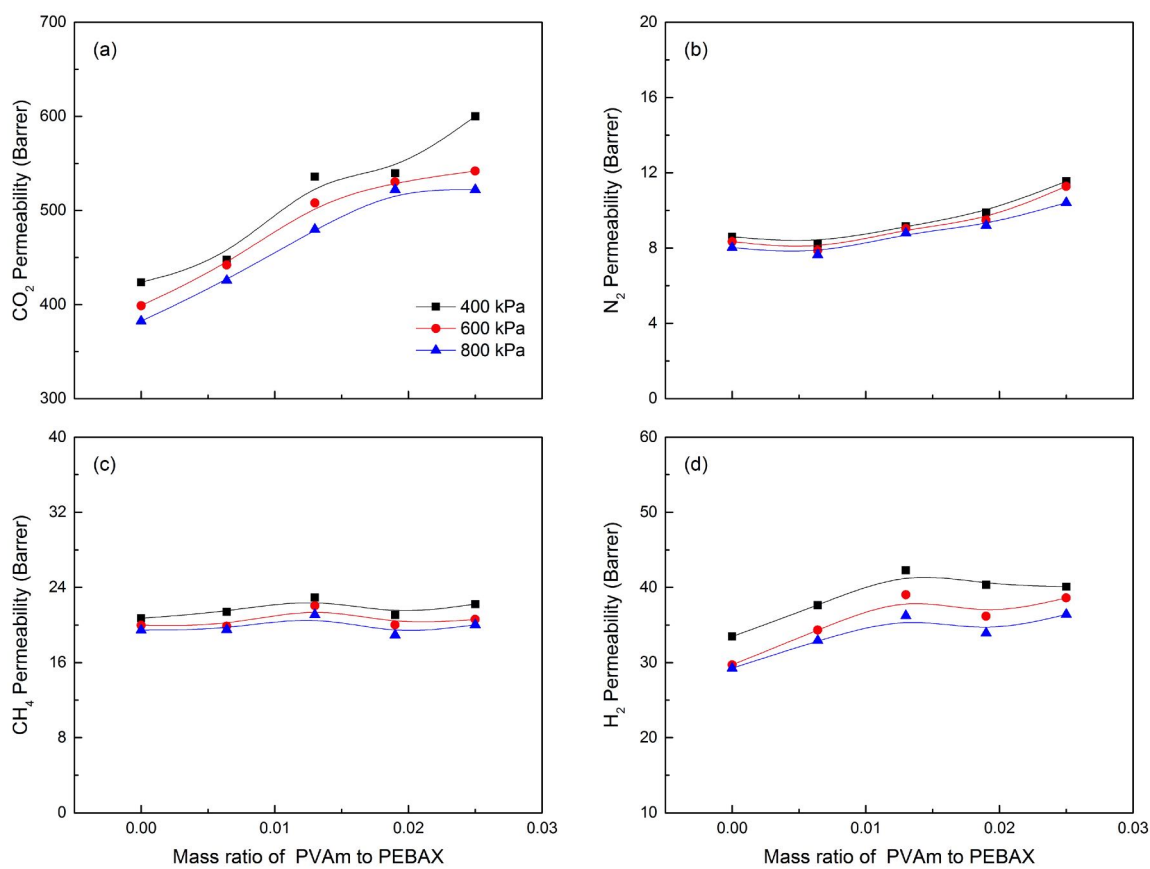 (a)
CO2 Permeability (Barrer)
700
600
500
400
300
400 kPa
600 kPa
800 kPa
(b)
N2 Permeability (Barrer)
20
16
12
8
4
0
(c)
CH4 Permeability (Barrer)
40
32
24
16
8
0
0.00 0.01 0.02 0.03
Mass ratio of PVAm to PEBAX
(d)
H2 Permeability (Barrer)
60
50
40
30
20
10
0.00 0.01 0.02 0.03
Mass ratio of PVAm to PEBAX